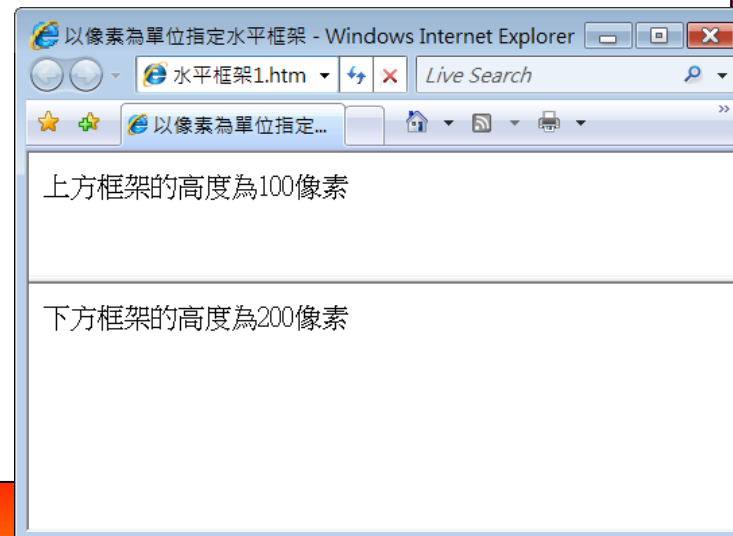 以像素為單位指定水平框架 - Windows Internet Explorer
水平框架1.htm Live Search
以像素為單位指定...
上方框架的高度為100像素
下方框架的高度為200像素